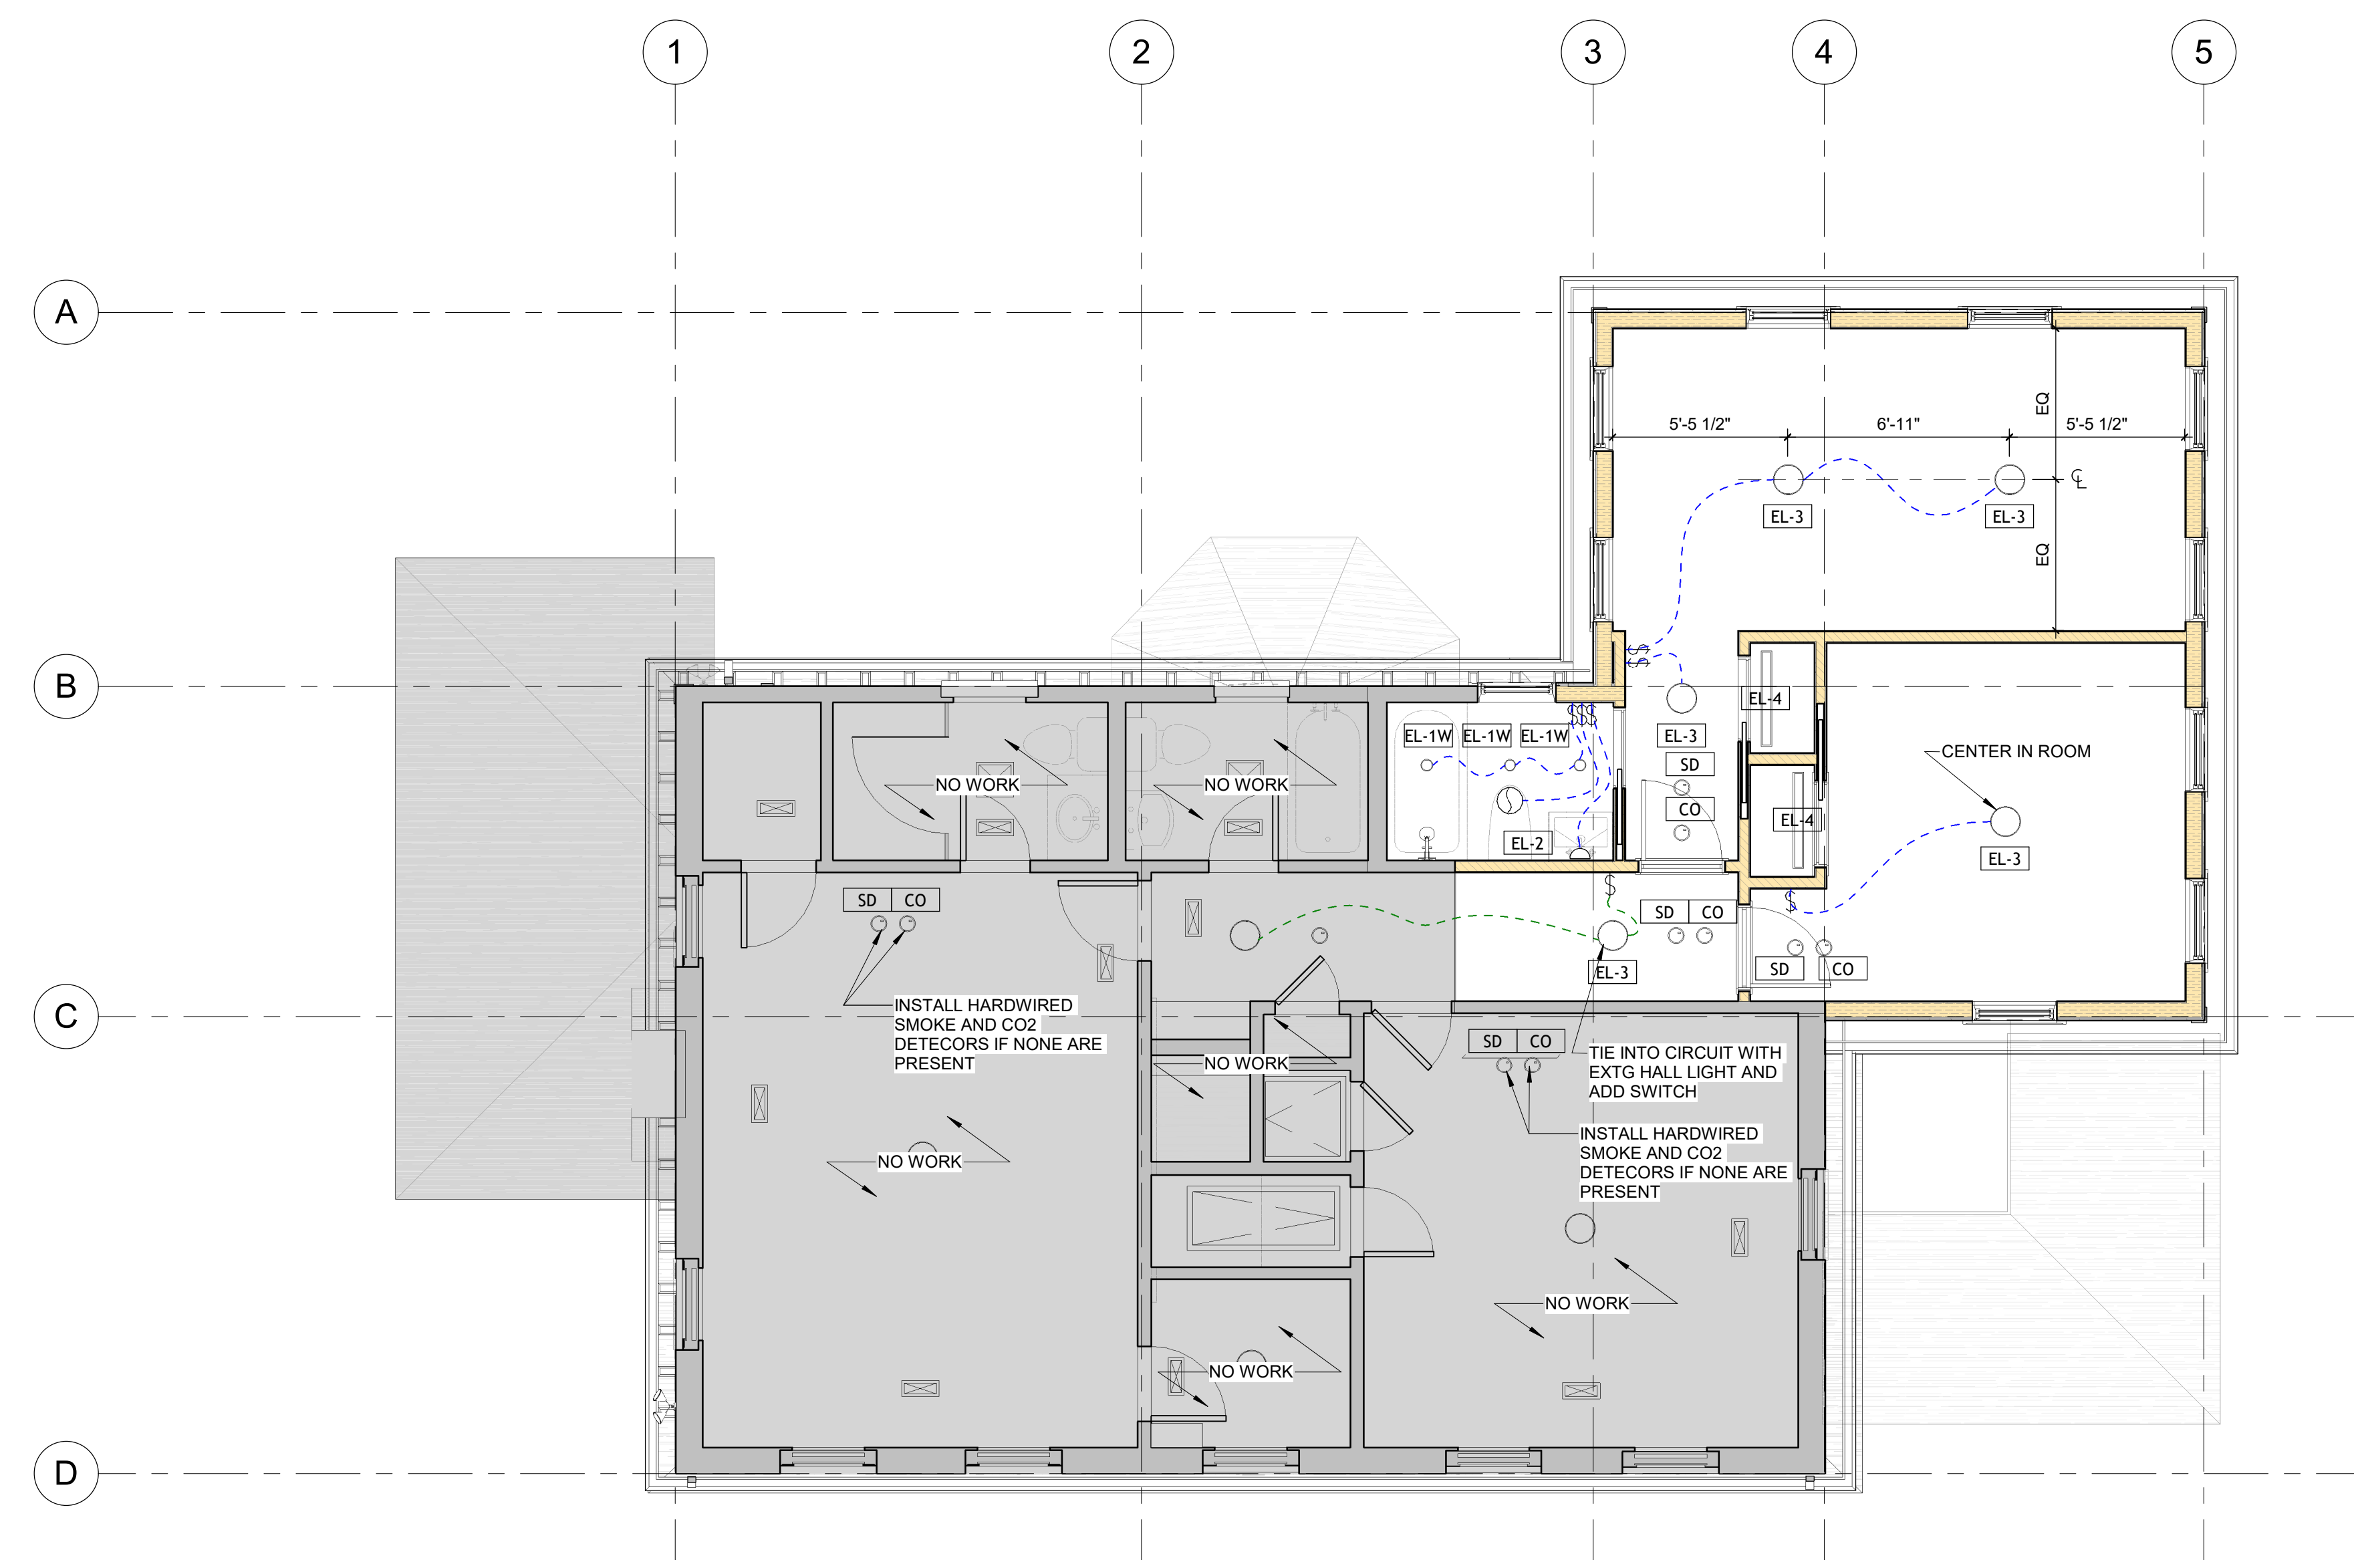 1
2
3
4
5
A
EQ
5'-5 1/2"
6'-11"
5'-5 1/2"
℄
EL-3
EL-3
EQ
B
EL-4
EL-1W
EL-1W
EL-1W
EL-3
CENTER IN ROOM
SD
NO WORK
NO WORK
CO
EL-4
EL-2
EL-3
$
$
$$$
$
$
SD
CO
SD
CO
SD
CO
EL-3
INSTALL HARDWIRED
SMOKE AND CO2
DETECORS IF NONE ARE
PRESENT
C
SD
CO
NO WORK
TIE INTO CIRCUIT WITH
EXTG HALL LIGHT AND
ADD SWITCH
INSTALL HARDWIRED
SMOKE AND CO2
DETECORS IF NONE ARE
PRESENT
NO WORK
NO WORK
NO WORK
D